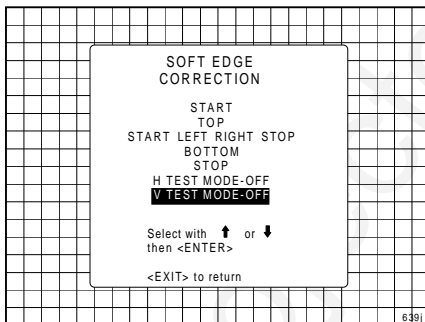 SOFT EDGE
CORRECTION
START
TOP
START LEFT RIGHT STOP
BOTTOM
STOP
H TEST MODE-OFF
V TEST MODE-OFF
Select with ⬆ or ⬇
then <ENTER>
<EXIT> to return
639j